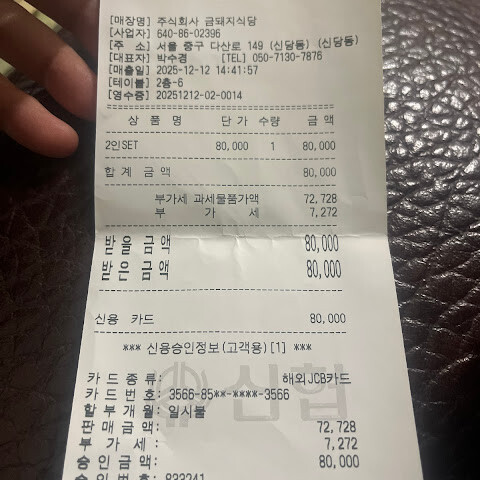 [매장명] 주식회사 금돼지식당
[사업자] 640-86-02396
[주 소] 서울 중구 다산로 149 (신당동) (신당동)
[대표자] 박수경 [TEL] 050-7130-7876
[매출일] 2025-12-12 14:41:57
[테이블] 2층-6
[영수증] 20251212-02-0014
상 품 명 단 가 수량 금 액
2인SET 80,000 1 80,000
합 계 금 액 80,000
부가세 과세물품가액 72,728
부 가 세 7,272
받을 금액 80,000
받은 금액 80,000
신용 카드 80,000
*** 신용승인정보(고객용)[1] ***
카 드 종 류: 해외JCB카드
카 드 번 호: 3566-85**-****-3566
할 부 개 월: 일시불
신협
판 매 금 액: 72,728
부 가 세 : 7,272
승 인 금 액: 80,000
승 인 번 호: 833241